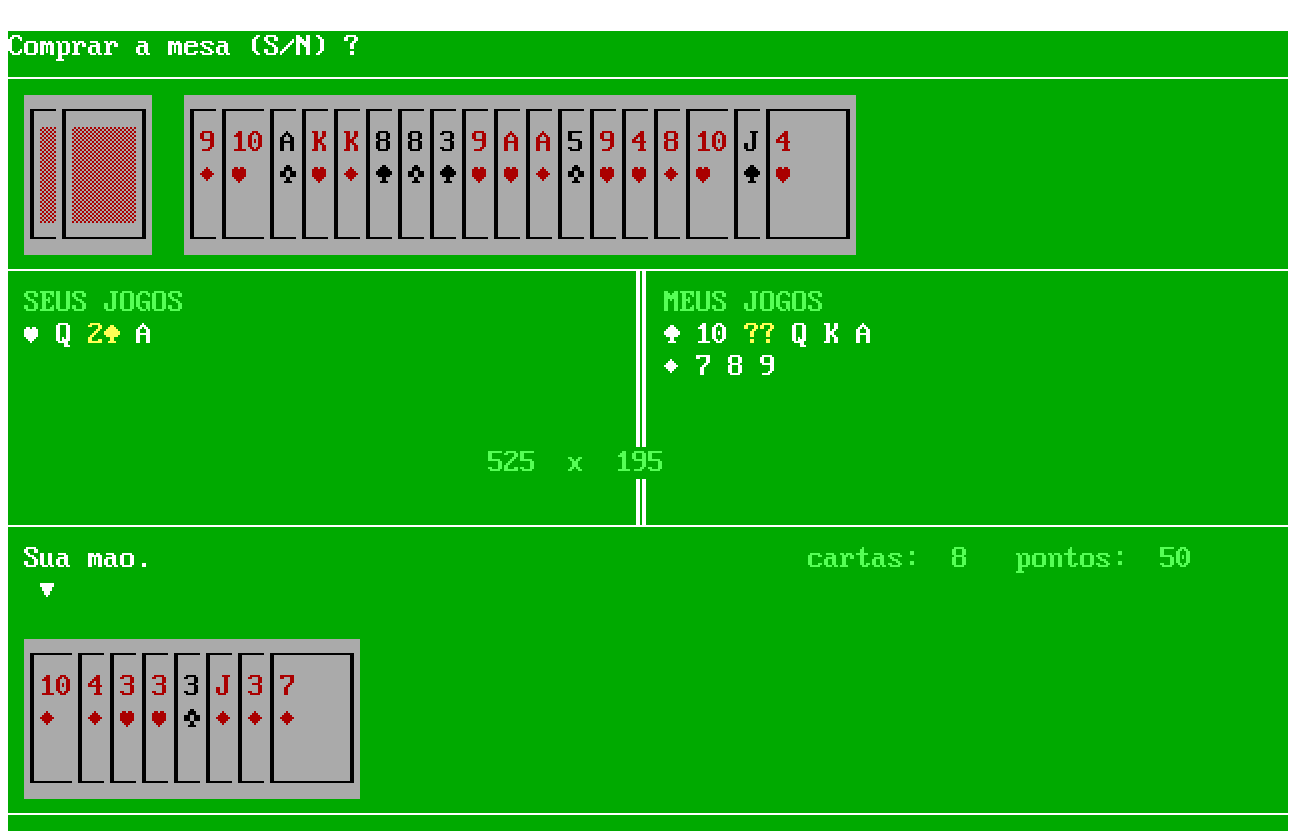 Comprar a mesa (S/N) ?
9 10 A K K 8 8 3 9 A A 5 9 4 8 10 J 4
♦ ♥ ♣ ♥ ♦ ♠ ♣ ♠ ♥ ♥ ♦ ♣ ♥ ♥ ♦ ♥ ♠ ♥
SEUS JOGOS
♥ Q 2♠ A
MEUS JOGOS
♠ 10 ?? Q K A
♦ 7 8 9
525 x 195
Sua mao.
cartas: 8 pontos: 50
10 4 3 3 3 J 3 7
♦ ♦ ♥ ♥ ♣ ♦ ♦ ♦